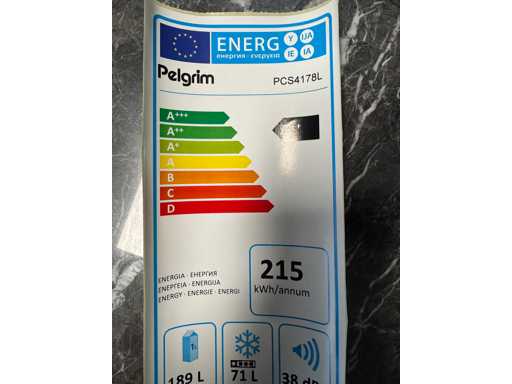 ENERG Y IJA IE IA
енергия · ενεργεια
Pelgrim
PCS4178L
A+++
A++
A+
A
B
C
D
ENERGIA · ЕНЕРГИЯ
ΕΝΕΡΓΕΙΑ · ENERGIJA
ENERGY · ENERGIE · ENERGI
215
kWh/annum
189 L
71 L
38 dB